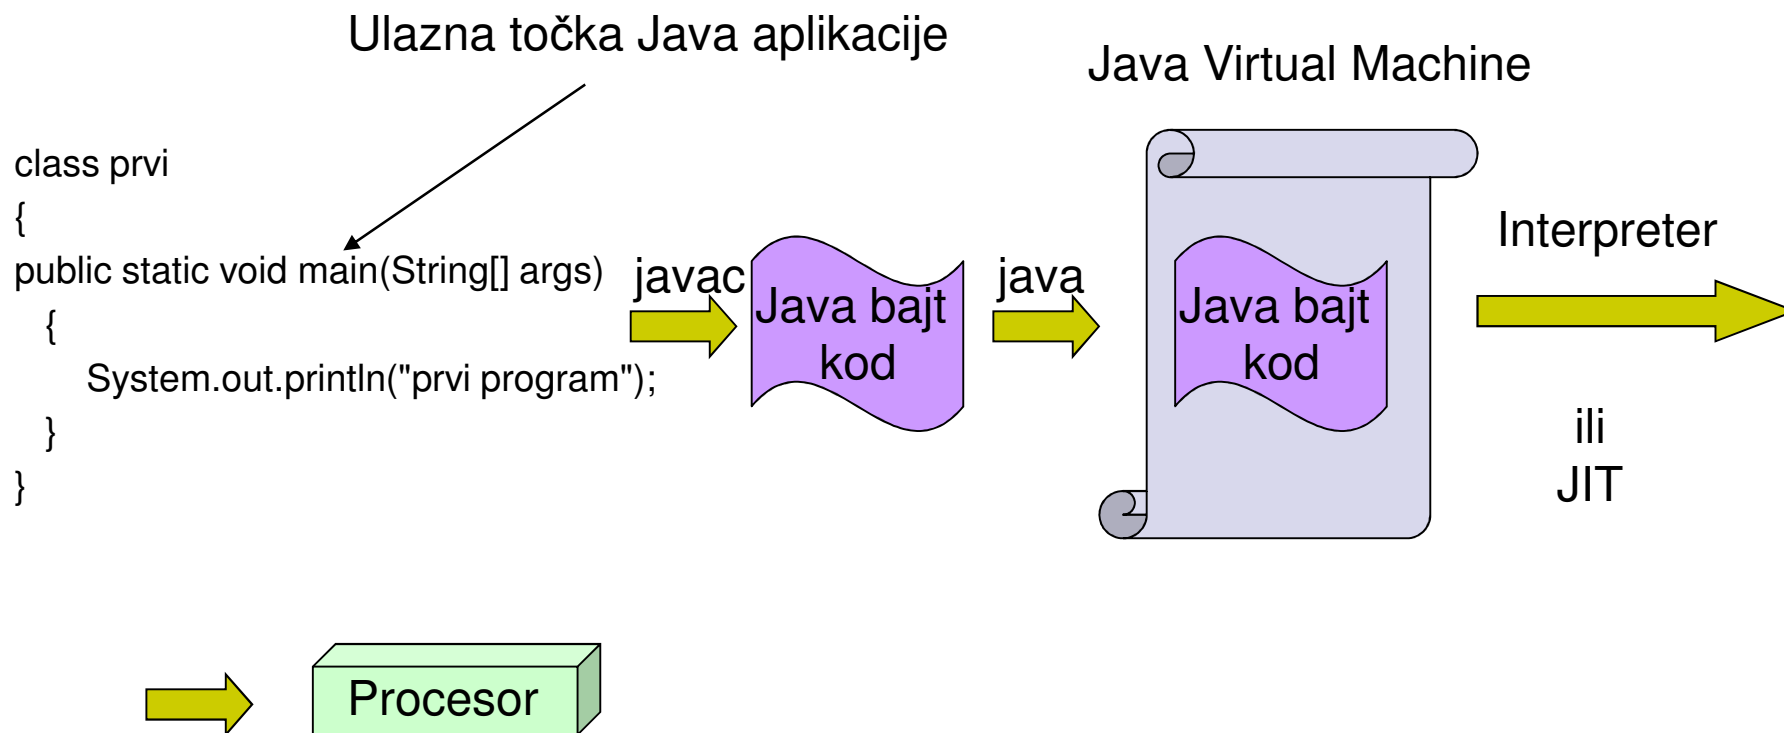 Ulazna točka Java aplikacije
Java Virtual Machine
class prvi
{
public static void main(String[] args)
{
System.out.println("prvi program");
}
}
javac
Java bajt
kod
java
Java bajt
kod
Interpreter
ili
JIT
Procesor